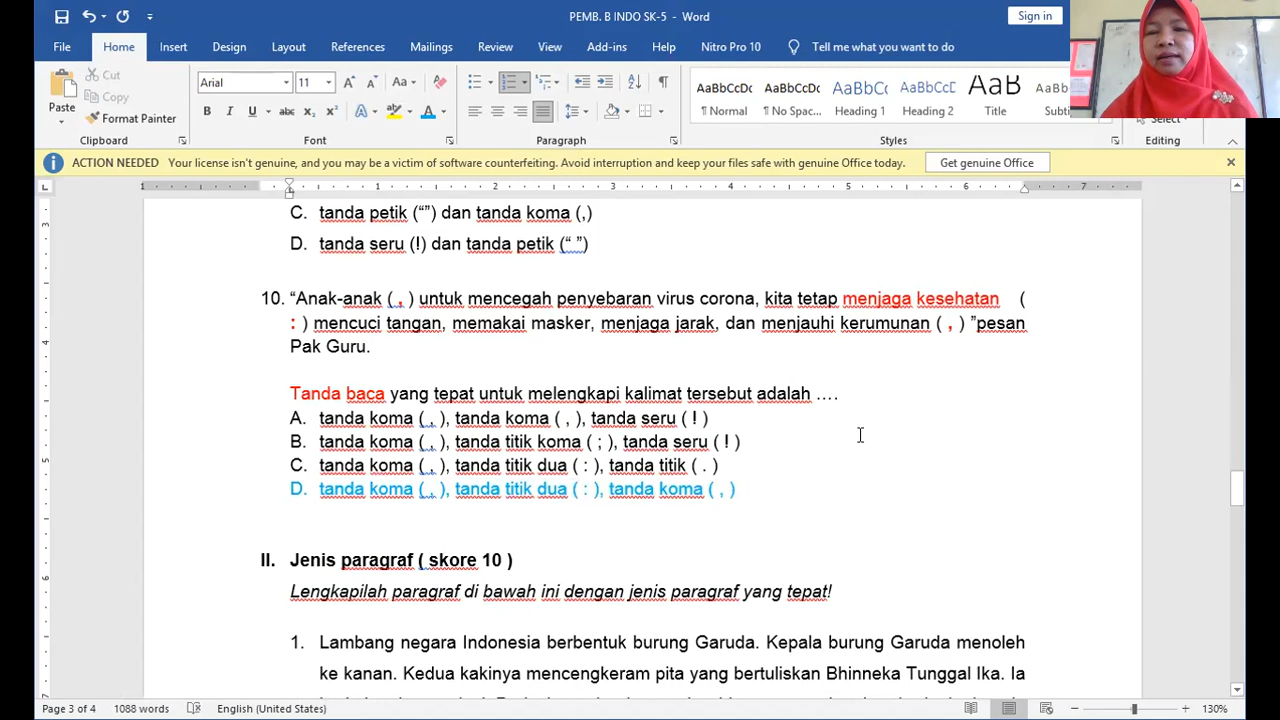 PEMB. B INDO SK-5 - Word
Sign in
File Home Insert Design Layout References Mailings Review View Add-ins Help Nitro Pro 10 Tell me what you want to do
Cut
Copy
Format Painter
Paste
Arial 11
AaBbCcDc AaBbCcDc AaBbCc AaBbCcD AaB
¶ Normal ¶ No Spac... Heading 1 Heading 2 Title
Clipboard Font Paragraph Styles Editing
ACTION NEEDED Your license isn't genuine, and you may be a victim of software counterfeiting. Avoid interruption and keep your files safe with genuine Office today. Get genuine Office
1 1 2 3 4 5 6 7
C. tanda petik (“”) dan tanda koma (,)
D. tanda seru (!) dan tanda petik (“ ”)
10. “Anak-anak ( , ) untuk mencegah penyebaran virus corona, kita tetap menjaga kesehatan (
: ) mencuci tangan, memakai masker, menjaga jarak, dan menjauhi kerumunan ( , ) ”pesan
Pak Guru.
Tanda baca yang tepat untuk melengkapi kalimat tersebut adalah ….
A. tanda koma ( , ), tanda koma ( , ), tanda seru ( ! )
B. tanda koma ( , ), tanda titik koma ( ; ), tanda seru ( ! )
C. tanda koma ( , ), tanda titik dua ( : ), tanda titik ( . )
D. tanda koma ( , ), tanda titik dua ( : ), tanda koma ( , )
II. Jenis paragraf ( skore 10 )
Lengkapilah paragraf di bawah ini dengan jenis paragraf yang tepat!
1. Lambang negara Indonesia berbentuk burung Garuda. Kepala burung Garuda menoleh
ke kanan. Kedua kakinya mencengkeram pita yang bertuliskan Bhinneka Tunggal Ika. Ia
Page 3 of 4 1088 words English (United States) 130%